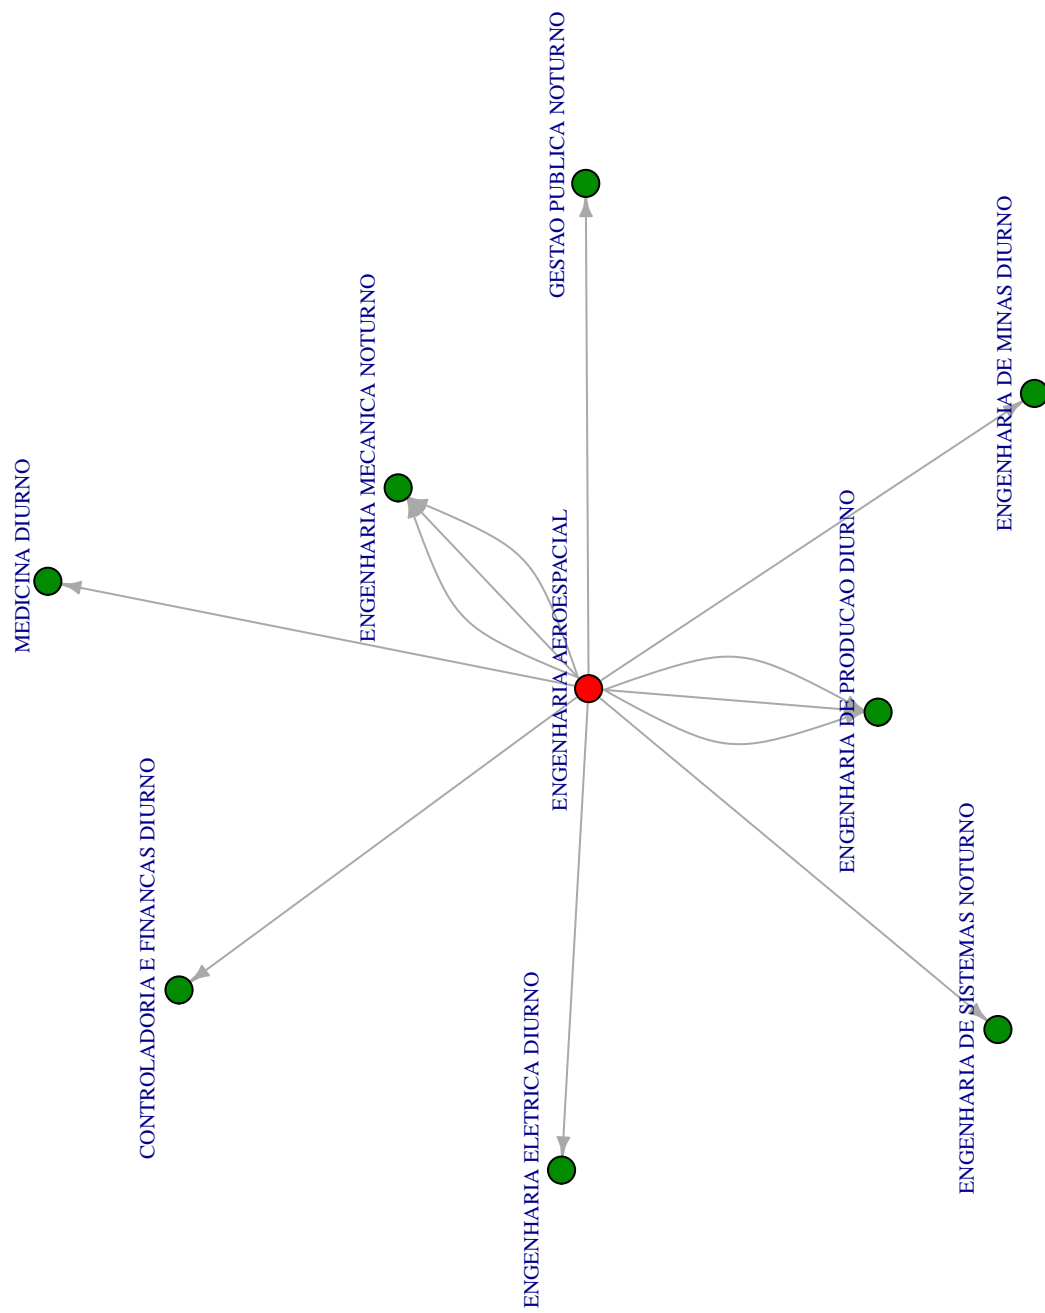 GESTAO PUBLICA NOTURNO
ENGENHARIA DE MINAS DIURNO
ENGENHARIA MECANICA NOTURNO
MEDICINA DIURNO
ENGENHARIA AEROESPACIAL
ENGENHARIA DE PRODUCAO DIURNO
CONTROLADORIA E FINANCAS DIURNO
ENGENHARIA DE SISTEMAS NOTURNO
ENGENHARIA ELETRICA DIURNO